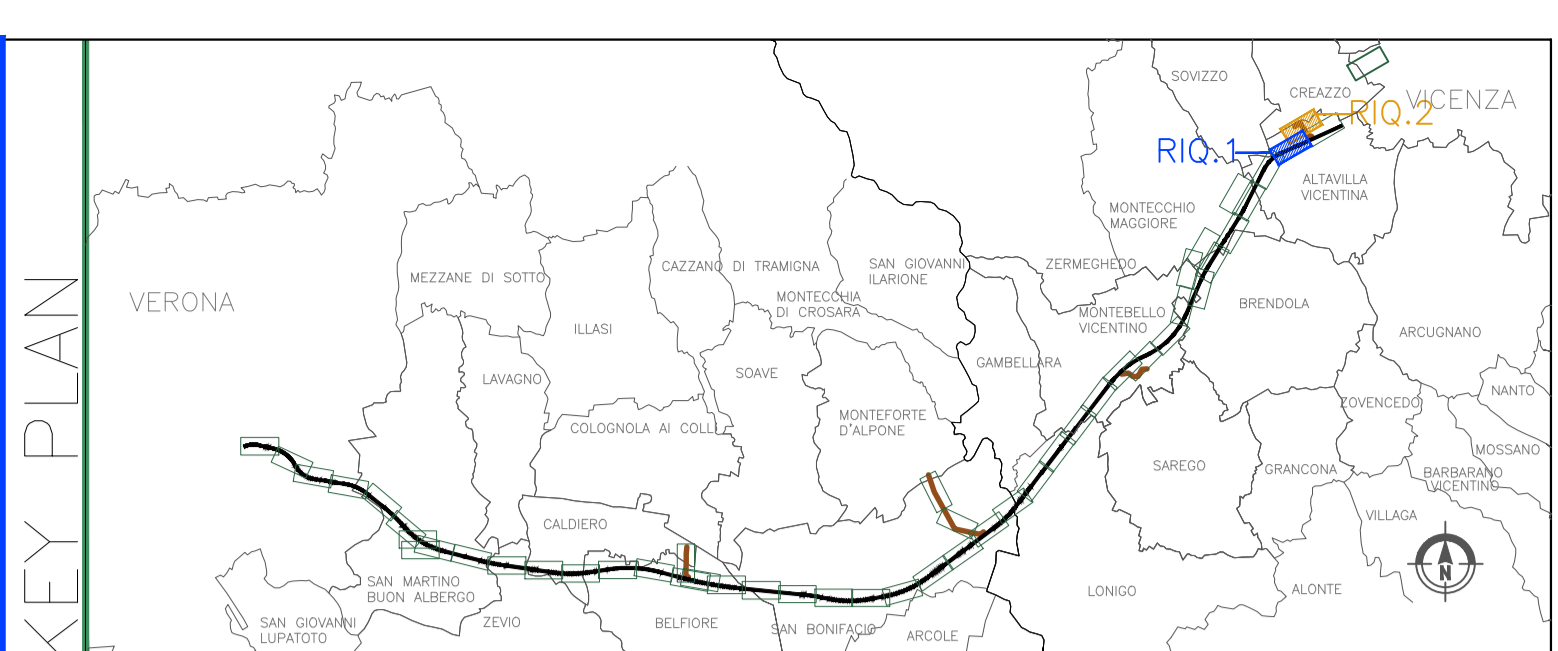 KEY PLAN
SOVIZZO
CREAZZO
VICENZA
RIQ.2
RIQ.1
ALTAVILLA
VICENTINA
MONTECCHIO
MAGGIORE
MEZZANE DI SOTTO
CAZZANO DI TRAMIGNA
SAN GIOVANNI
ILARIONE
ZERMEGHEDO
VERONA
MONTECCHIA
DI CROSARA
MONTEBELLO
VICENTINO
BRENDOLA
ILLASI
ARCUGNANO
GAMBELLARA
LAVAGNO
SOAVE
NANTO
ZOVENCEDO
MONTEFORTE
D'ALPONE
COLOGNOLA AI COLLI
MOSSANO
SAREGO
GRANCONA
BARBARANO
VICENTINO
VILLAGA
CALDIERO
N
SAN MARTINO
BUON ALBERGO
LONIGO
ALONTE
SAN GIOVANNI
LUPATOTO
ZEVIO
BELFIORE
SAN BONIFACIO
ARCOLE